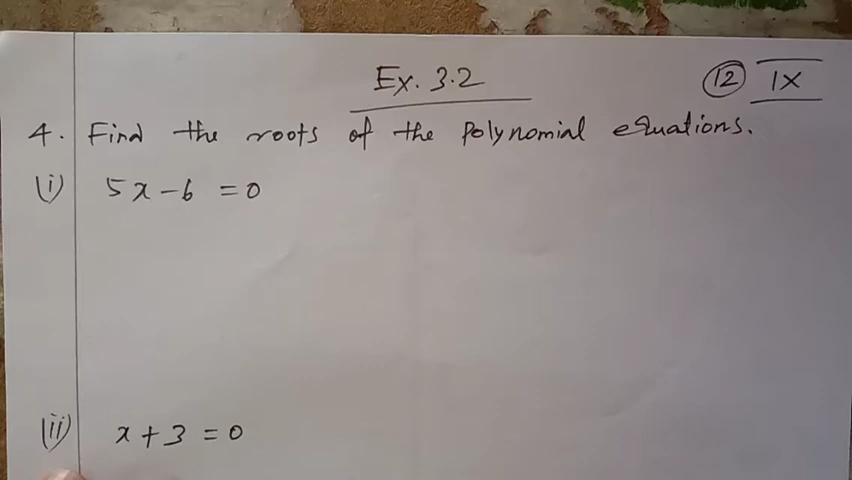 Ex. 3.2
12 IX
4. Find the roots of the Polynomial equations.
(i) 5x - 6 = 0
(ii) x + 3 = 0